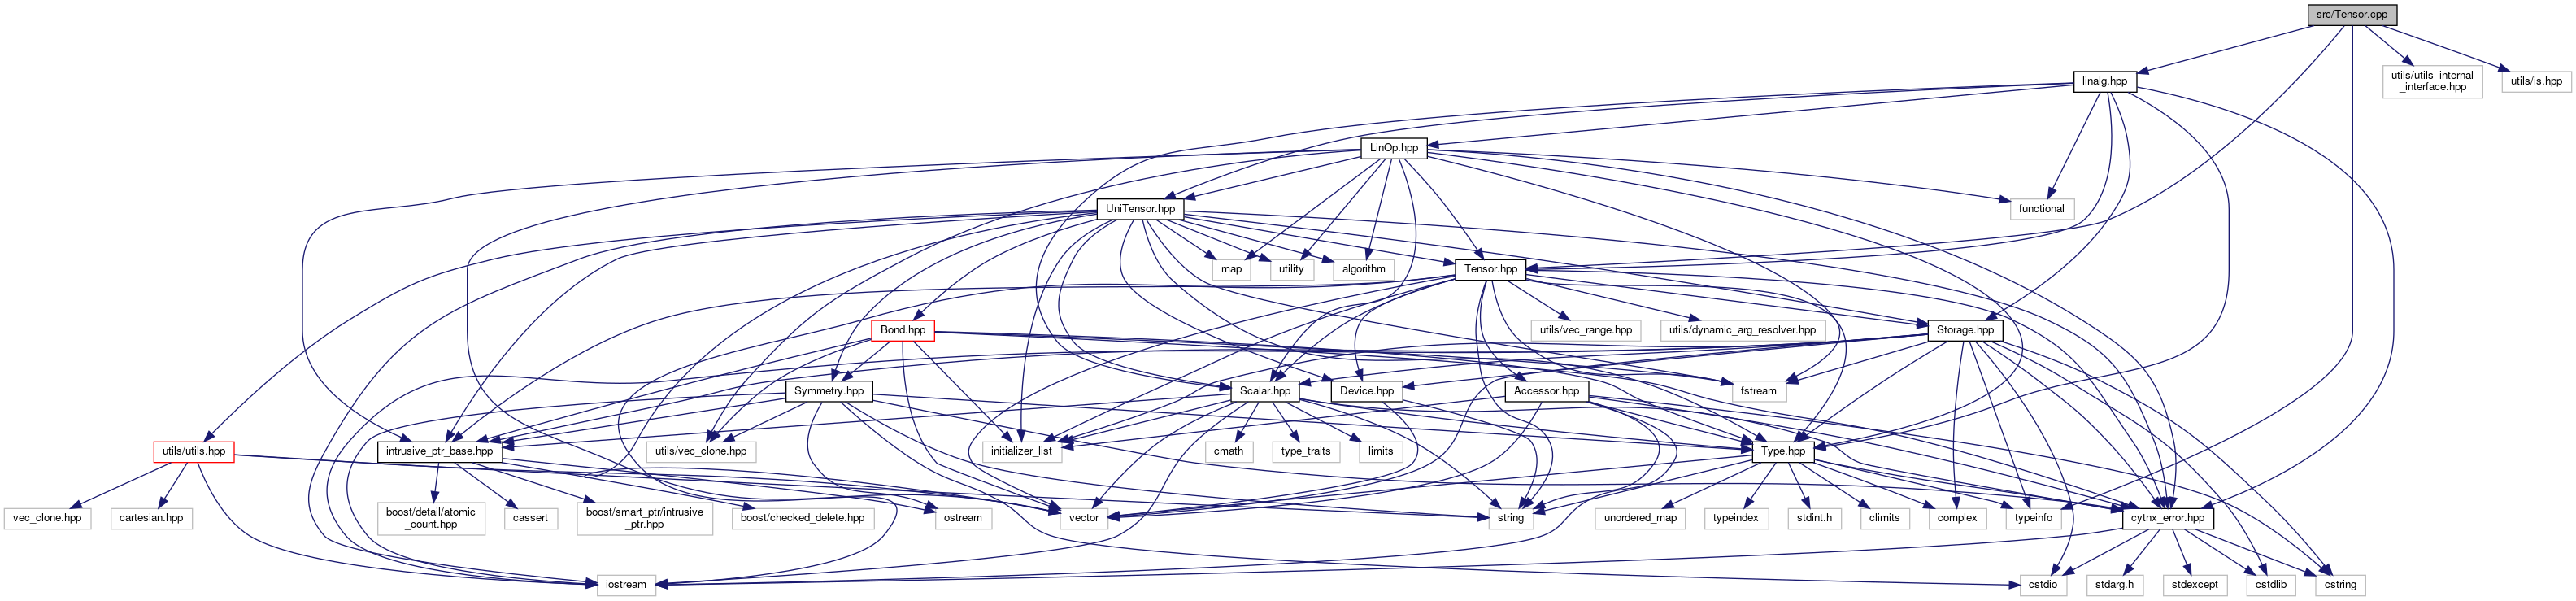 src/Tensor.cpp
linalg.hpp
utils/utils_internal
_interface.hpp
utils/is.hpp
LinOp.hpp
UniTensor.hpp
functional
map
utility
algorithm
Tensor.hpp
Bond.hpp
utils/vec_range.hpp
utils/dynamic_arg_resolver.hpp
Storage.hpp
Symmetry.hpp
Scalar.hpp
Device.hpp
Accessor.hpp
fstream
utils/utils.hpp
intrusive_ptr_base.hpp
utils/vec_clone.hpp
initializer_list
cmath
type_traits
limits
Type.hpp
vec_clone.hpp
cartesian.hpp
boost/detail/atomic
_count.hpp
cassert
boost/smart_ptr/intrusive
_ptr.hpp
boost/checked_delete.hpp
ostream
vector
string
unordered_map
typeindex
stdint.h
climits
complex
typeinfo
cytnx_error.hpp
iostream
cstdio
stdarg.h
stdexcept
cstdlib
cstring